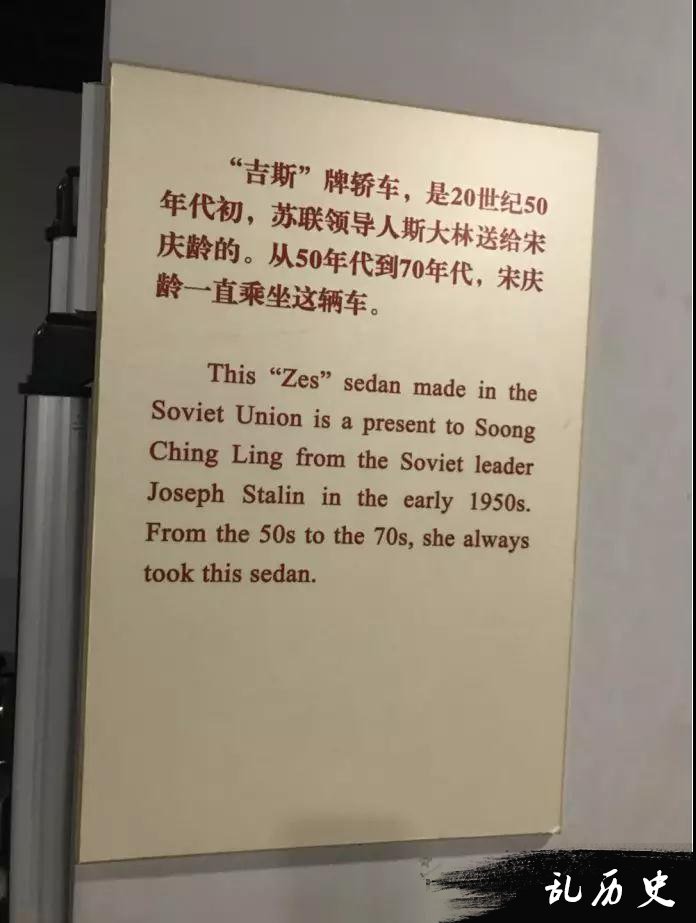 “吉斯”牌轿车，是20世纪50
年代初，苏联领导人斯大林送给宋
庆龄的。从50年代到70年代，宋庆
龄一直乘坐这辆车。
This “Zes” sedan made in the
Soviet Union is a present to Soong
Ching Ling from the Soviet leader
Joseph Stalin in the early 1950s.
From the 50s to the 70s, she always
took this sedan.
乱历史